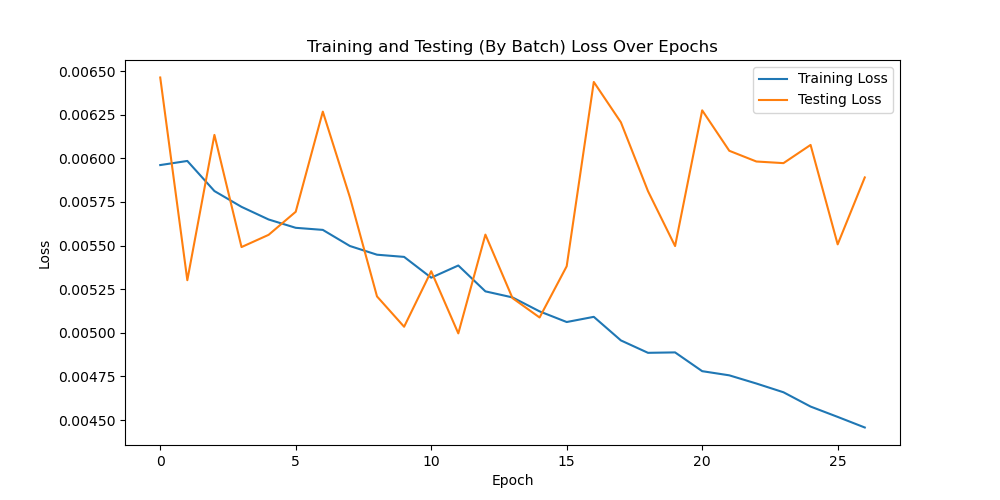 Training and Testing (By Batch) Loss Over Epochs
Training Loss
Testing Loss
0.00650
0.00625
0.00600
0.00575
0.00550
0.00525
0.00500
0.00475
0.00450
Loss
0 5 10 15 20 25
Epoch